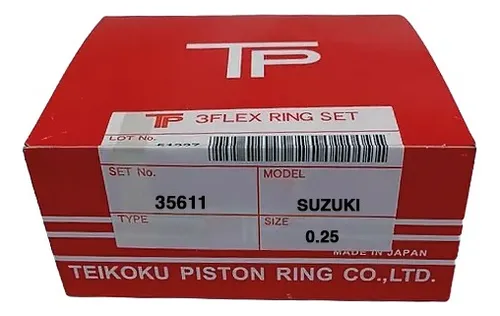 TP
TP 3FLEX RING SET
LOT No.
SET No. MODEL
35611 SUZUKI
TYPE SIZE
0.25
MADE IN JAPAN
TEIKOKU PISTON RING CO.,LTD.